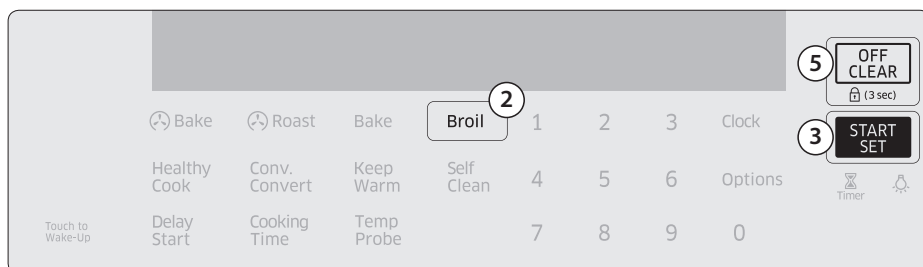 5
OFF
CLEAR
(3 sec)
2
Bake
Roast
Bake
Broil
1
2
3
Clock
3
START
SET
Healthy
Cook
Conv.
Convert
Keep
Warm
Self
Clean
4
5
6
Options
Timer
Touch to
Wake-Up
Delay
Start
Cooking
Time
Temp
Probe
7
8
9
0